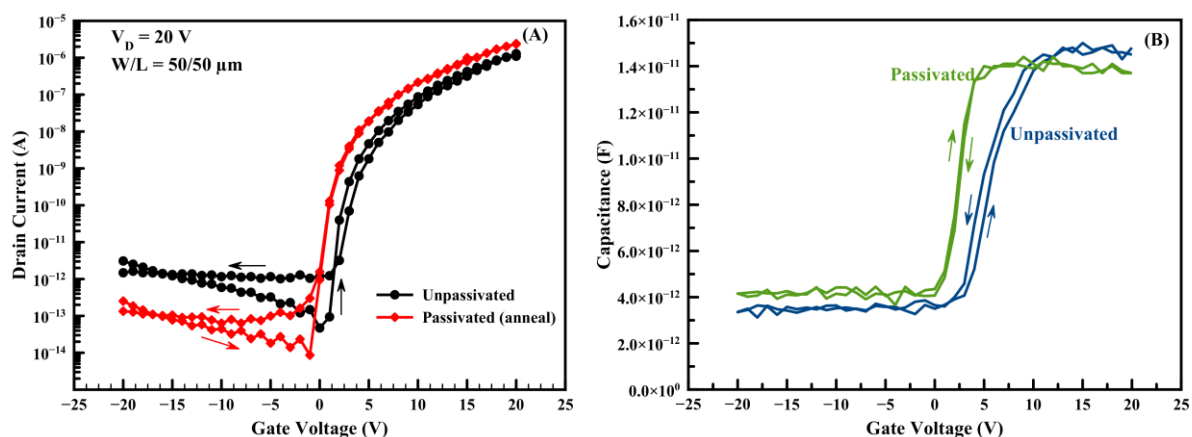 (A)
V_D = 20 V
W/L = 50/50 µm
Drain Current (A)
10⁻⁵
10⁻⁶
10⁻⁷
10⁻⁸
10⁻⁹
10⁻¹⁰
10⁻¹¹
10⁻¹²
10⁻¹³
10⁻¹⁴
Unpassivated
Passivated (anneal)
−25 −20 −15 −10 −5 0 5 10 15 20 25
Gate Voltage (V)
(B)
Capacitance (F)
1.6×10⁻¹¹
1.4×10⁻¹¹
1.2×10⁻¹¹
1.0×10⁻¹¹
8.0×10⁻¹²
6.0×10⁻¹²
4.0×10⁻¹²
2.0×10⁻¹²
0.0×10⁰
Passivated
Unpassivated
−25 −20 −15 −10 −5 0 5 10 15 20 25
Gate Voltage (V)